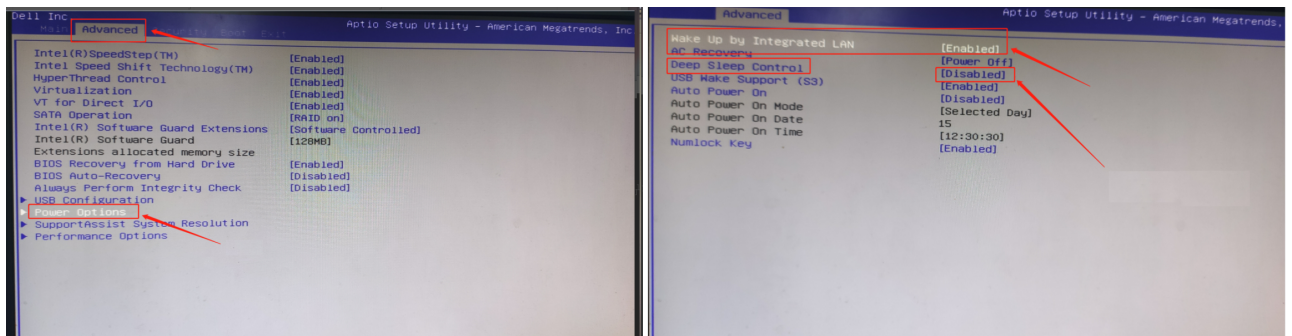 Dell Inc
Aptio Setup Utility - American Megatrends, Inc
Main Advanced Security Boot Exit
Intel(R)SpeedStep(TM) [Enabled]
Intel Speed Shift Technology(TM) [Enabled]
HyperThread Control [Enabled]
Virtualization [Enabled]
VT for Direct I/O [Enabled]
SATA Operation [RAID on]
Intel(R) Software Guard Extensions [Software Controlled]
Intel(R) Software Guard [128MB]
Extensions allocated memory size
BIOS Recovery from Hard Drive [Enabled]
BIOS Auto-Recovery [Disabled]
Always Perform Integrity Check [Disabled]
USB Configuration
Power Options
SupportAssist System Resolution
Performance Options
Aptio Setup Utility - American Megatrends,
Advanced
Wake Up by Integrated LAN [Enabled]
AC Recovery [Power Off]
Deep Sleep Control [Disabled]
USB Wake Support (S3) [Enabled]
Auto Power On [Disabled]
Auto Power On Mode [Selected Day]
Auto Power On Date 15
Auto Power On Time [12:30:30]
Numlock Key [Enabled]